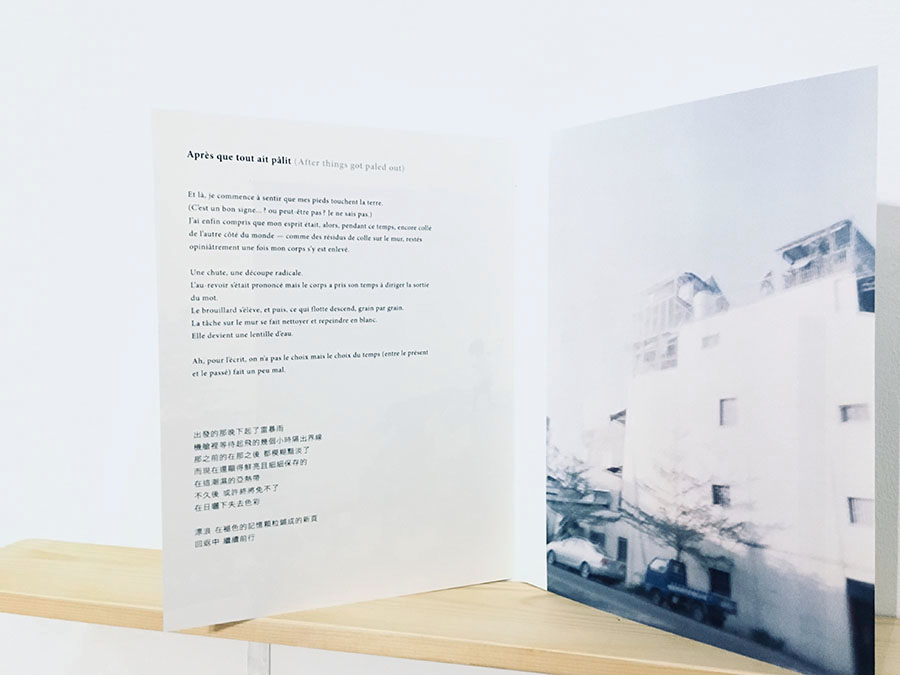 Après que tout ait pâlit (After things got paled out)
Et là, je commence à sentir que mes pieds touchent la terre.
(C'est un bon signe... ? ou peut-être pas ? Je ne sais pas.)
J'ai enfin compris que mon esprit était, alors, pendant ce temps, encore collé
de l'autre côté du monde — comme des résidus de colle sur le mur, restés
opiniâtrement une fois mon corps s'y est enlevé.
Une chute, une découpe radicale.
L'au-revoir s'était prononcé mais le corps a pris son temps à diriger la sortie
du mot.
Le brouillard s'élève, et puis, ce qui flotte descend, grain par grain.
La tâche sur le mur se fait nettoyer et repeindre en blanc.
Elle devient une lentille d'eau.
Ah, pour l'écrit, on n'a pas le choix mais le choix du temps (entre le présent
et le passé) fait un peu mal.
出發的那晚下起了雷暴雨
機艙裡等待起飛的幾個小時隔出界線
那之前的在那之後 都模糊黯淡了
而現在還顯得鮮亮且細細保存的
在這潮濕的亞熱帶
不久後 或許終將免不了
在日曬下失去色彩
漂浪 在褪色的記憶顆粒鋪成的新頁
回返中 繼續前行